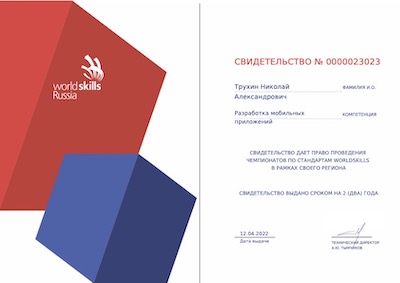 worldskills
Russia
СВИДЕТЕЛЬСТВО № 0000023023
Трухин Николай
Александрович
ФАМИЛИЯ И.О.
Разработка мобильных
приложений
КОМПЕТЕНЦИЯ
СВИДЕТЕЛЬСТВО ДАЕТ ПРАВО ПРОВЕДЕНИЯ
ЧЕМПИОНАТОВ ПО СТАНДАРТАМ WORLDSKILLS
В РАМКАХ СВОЕГО РЕГИОНА
СВИДЕТЕЛЬСТВО ВЫДАНО СРОКОМ НА 2 (ДВА) ГОДА
12.04.2022
Дата выдачи
ТЕХНИЧЕСКИЙ ДИРЕКТОР
А.Ю. ТЫМЧИКОВ